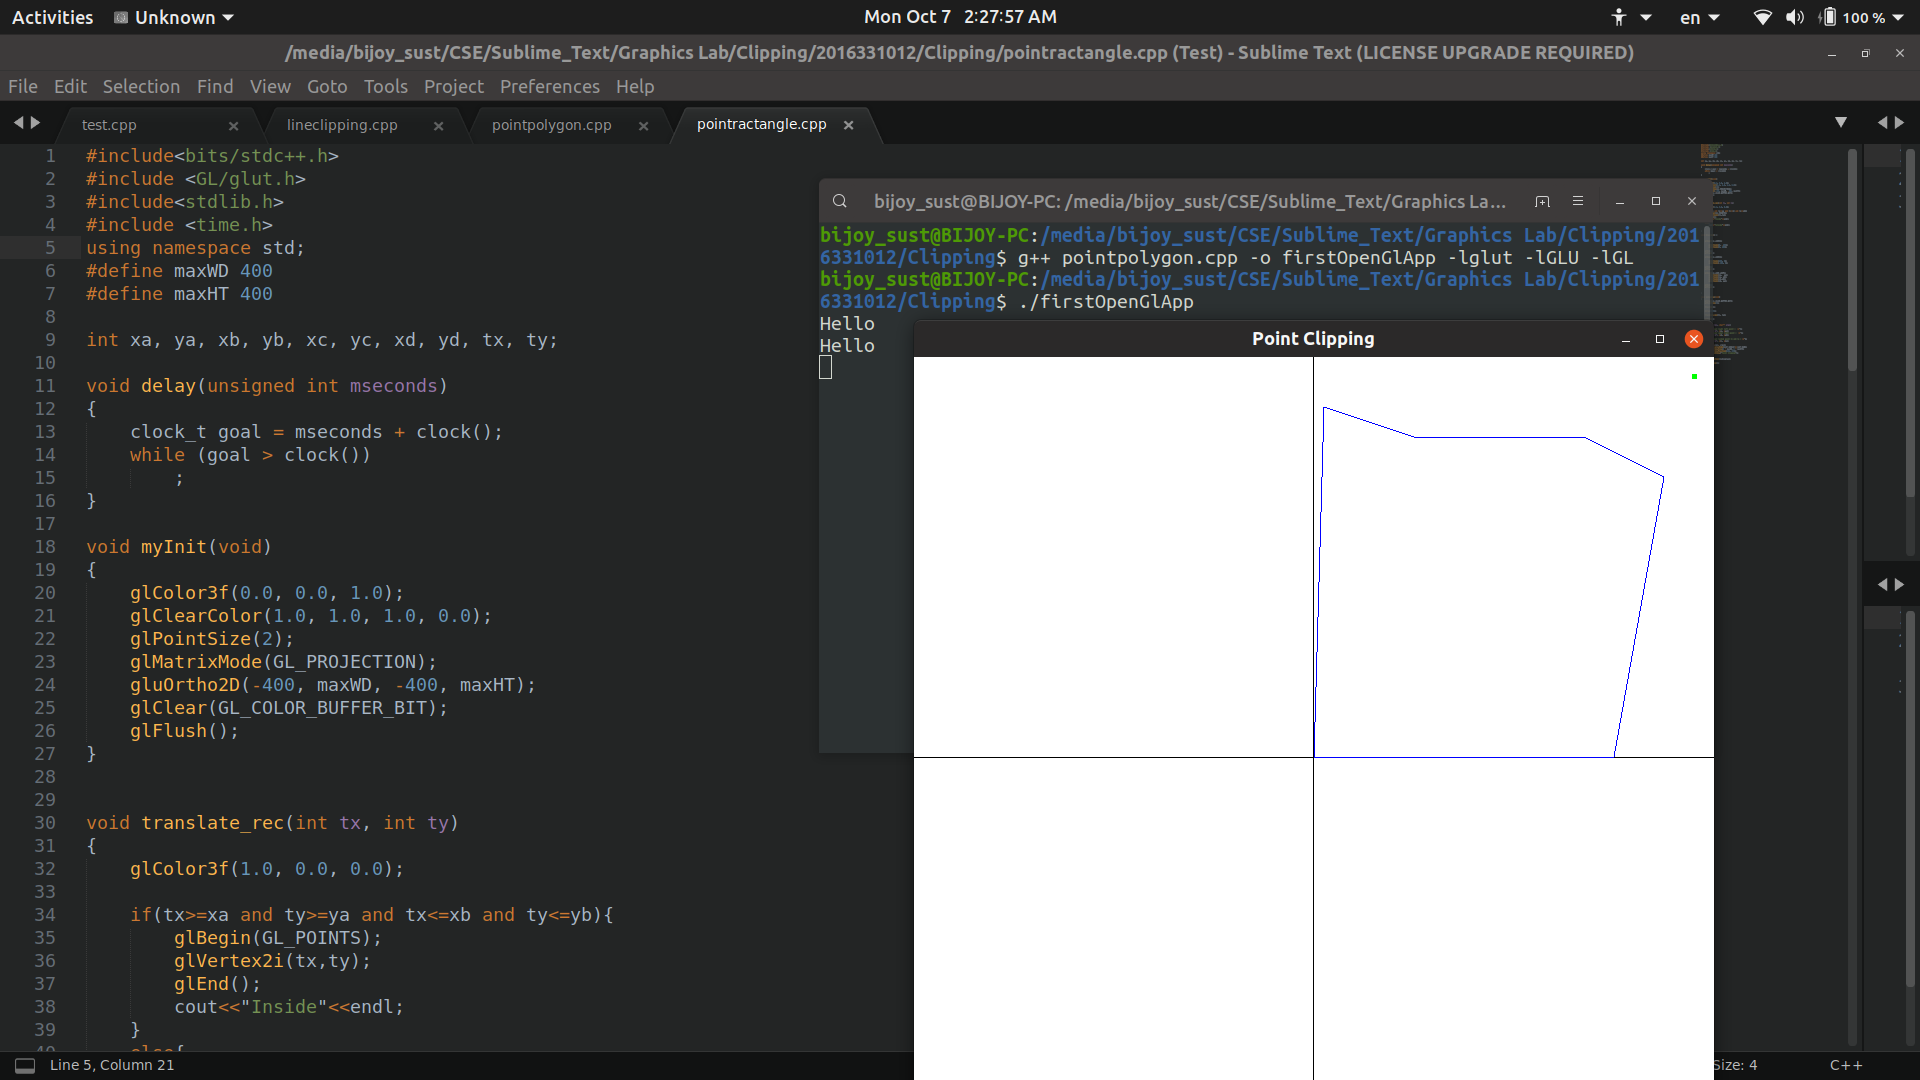 Activities Unknown Mon Oct 7 2:27:57 AM en 100 %
/media/bijoy_sust/CSE/Sublime_Text/Graphics Lab/Clipping/2016331012/Clipping/pointractangle.cpp (Test) - Sublime Text (LICENSE UPGRADE REQUIRED)
File Edit Selection Find View Goto Tools Project Preferences Help
test.cpp lineclipping.cpp pointpolygon.cpp pointractangle.cpp
1 #include<bits/stdc++.h>
2 #include <GL/glut.h>
3 #include<stdlib.h>
4 #include <time.h>
5 using namespace std;
6 #define maxWD 400
7 #define maxHT 400
8
9 int xa, ya, xb, yb, xc, yc, xd, yd, tx, ty;
10
11 void delay(unsigned int mseconds)
12 {
13 clock_t goal = mseconds + clock();
14 while (goal > clock())
15 ;
16 }
17
18 void myInit(void)
19 {
20 glColor3f(0.0, 0.0, 1.0);
21 glClearColor(1.0, 1.0, 1.0, 0.0);
22 glPointSize(2);
23 glMatrixMode(GL_PROJECTION);
24 gluOrtho2D(-400, maxWD, -400, maxHT);
25 glClear(GL_COLOR_BUFFER_BIT);
26 glFlush();
27 }
28
29
30 void translate_rec(int tx, int ty)
31 {
32 glColor3f(1.0, 0.0, 0.0);
33
34 if(tx>=xa and ty>=ya and tx<=xb and ty<=yb){
35 glBegin(GL_POINTS);
36 glVertex2i(tx,ty);
37 glEnd();
38 cout<<"Inside"<<endl;
39 }
40 else{
bijoy_sust@BIJOY-PC: /media/bijoy_sust/CSE/Sublime_Text/Graphics La...
bijoy_sust@BIJOY-PC:/media/bijoy_sust/CSE/Sublime_Text/Graphics Lab/Clipping/201
6331012/Clipping$ g++ pointpolygon.cpp -o firstOpenGlApp -lglut -lGLU -lGL
bijoy_sust@BIJOY-PC:/media/bijoy_sust/CSE/Sublime_Text/Graphics Lab/Clipping/201
6331012/Clipping$ ./firstOpenGlApp
Hello
Hello
Point Clipping
Line 5, Column 21 Size: 4 C++